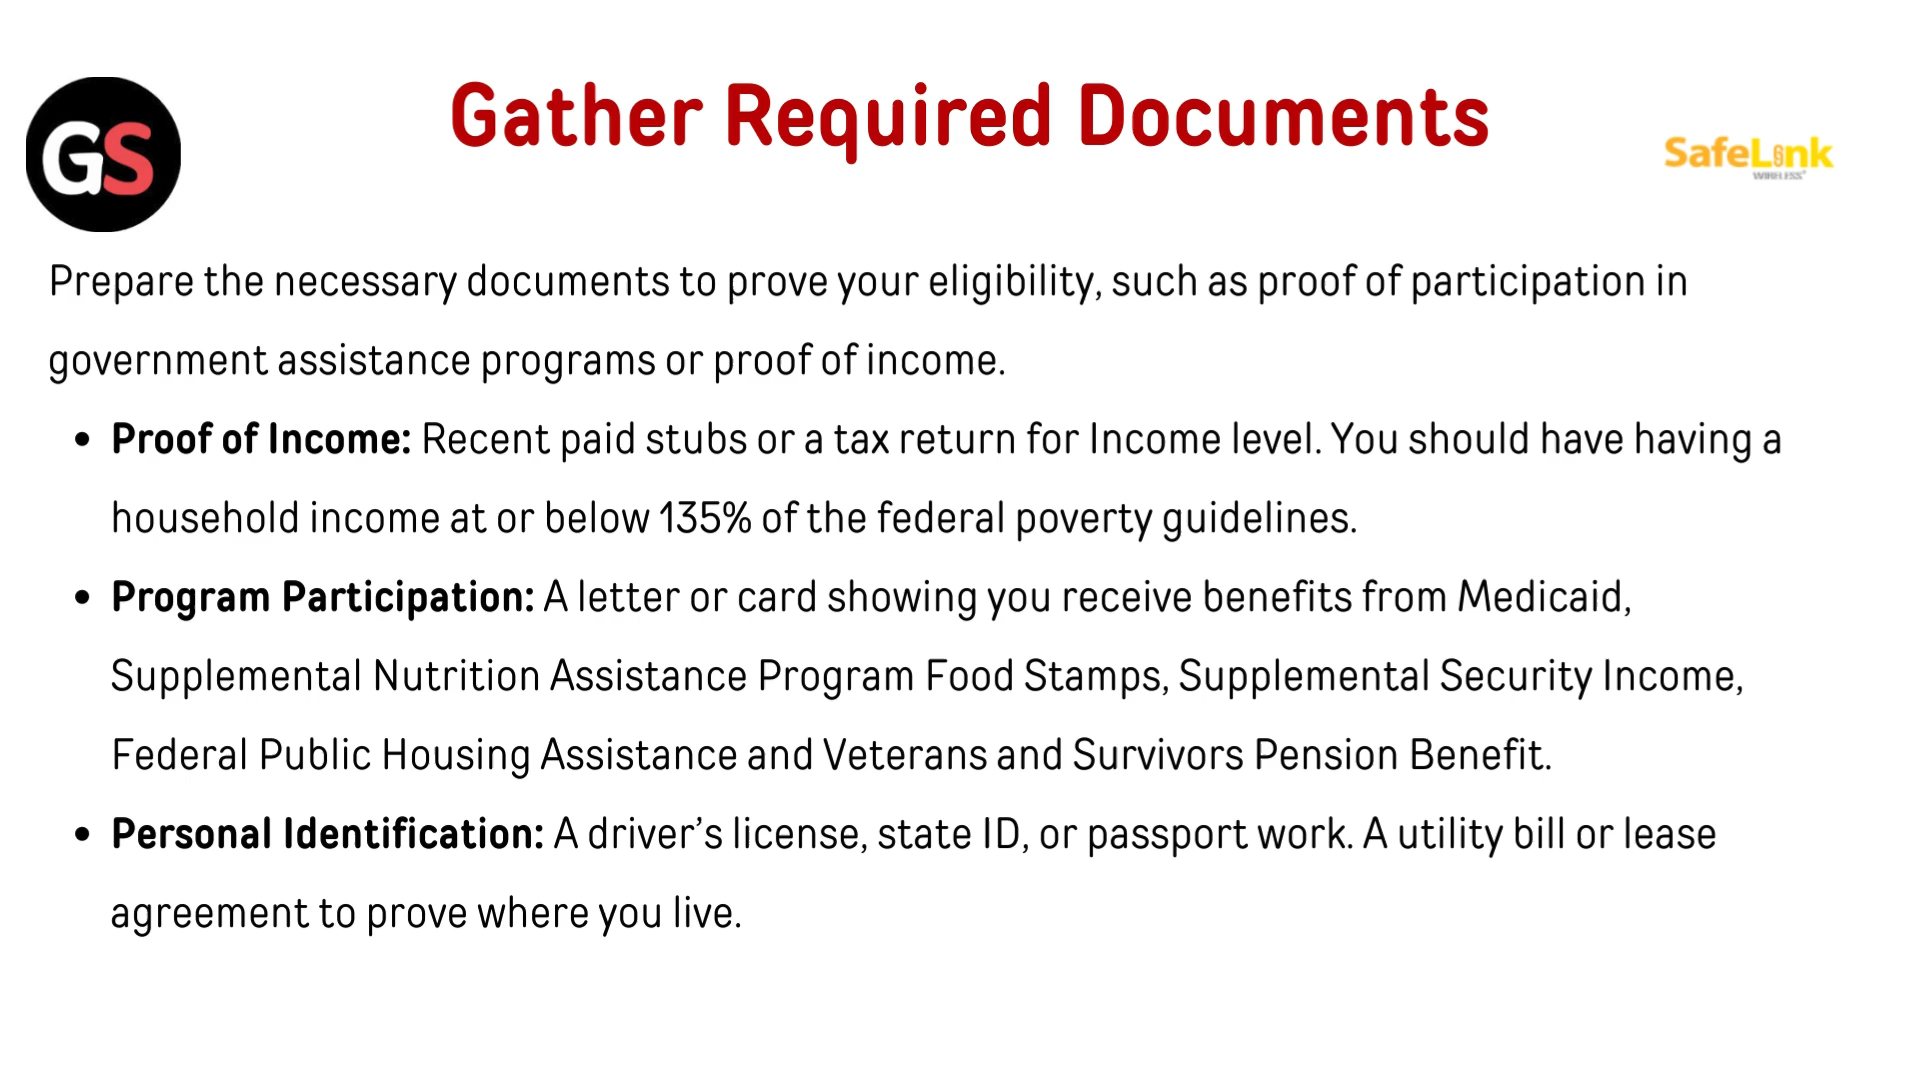 Gather Required Documents
GS
SafeLink
WIRELESS
Prepare the necessary documents to prove your eligibility, such as proof of participation in
government assistance programs or proof of income.
• Proof of Income: Recent paid stubs or a tax return for Income level. You should have having a
household income at or below 135% of the federal poverty guidelines.
• Program Participation: A letter or card showing you receive benefits from Medicaid,
Supplemental Nutrition Assistance Program Food Stamps, Supplemental Security Income,
Federal Public Housing Assistance and Veterans and Survivors Pension Benefit.
• Personal Identification: A driver’s license, state ID, or passport work. A utility bill or lease
agreement to prove where you live.